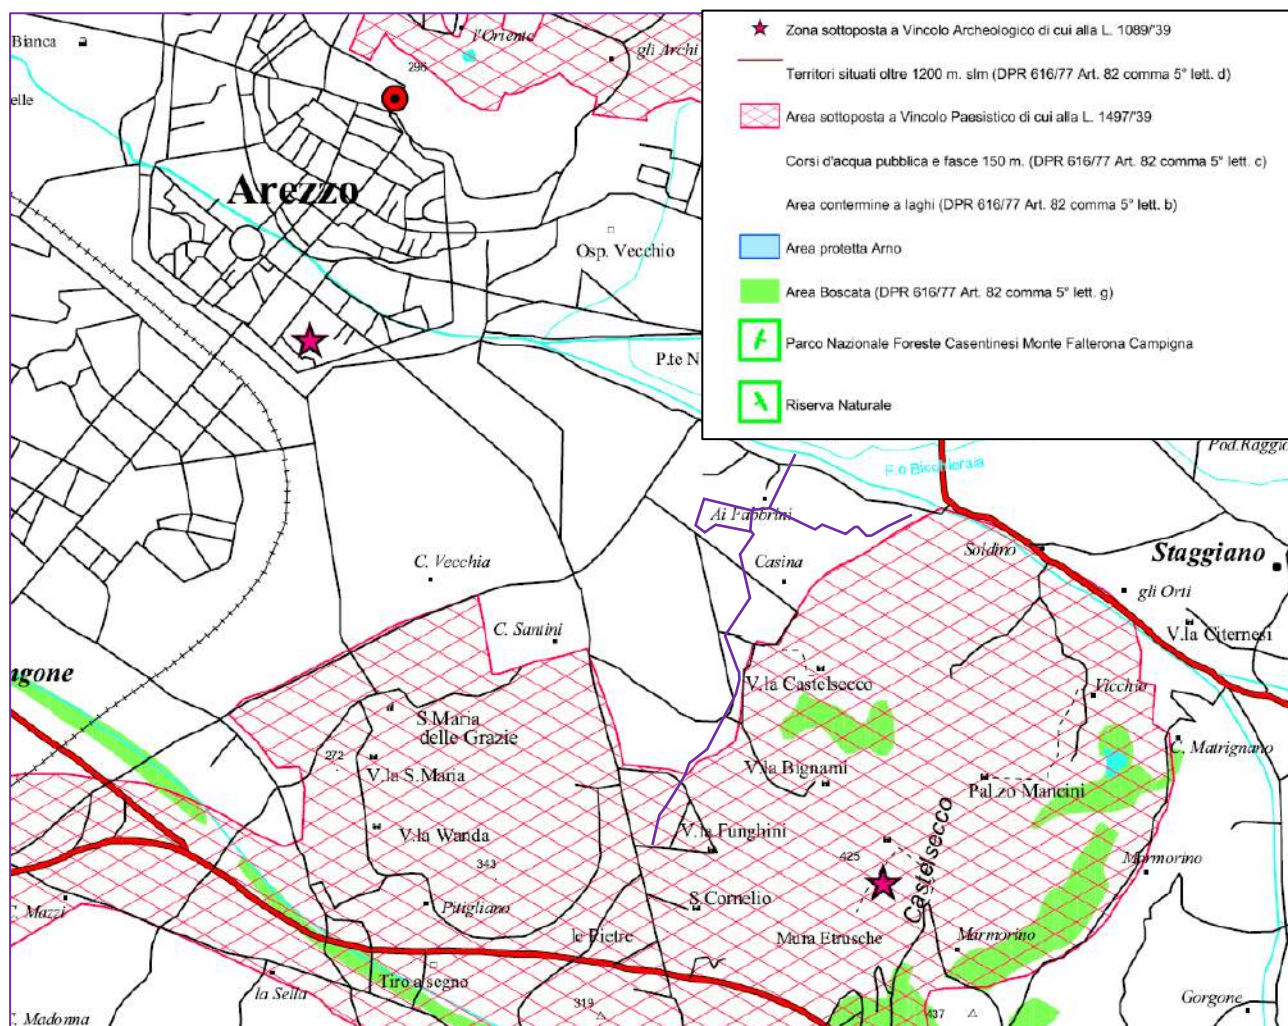 Zona sottoposta a Vincolo Archeologico di cui alla L. 1089/'39
Territori situati oltre 1200 m. slm (DPR 616/77 Art. 82 comma 5° lett. d)
Area sottoposta a Vincolo Paesistico di cui alla L. 1497/'39
Corsi d'acqua pubblica e fasce 150 m. (DPR 616/77 Art. 82 comma 5° lett. c)
Area contermine a laghi (DPR 616/77 Art. 82 comma 5° lett. b)
Area protetta Arno
Area Boscata (DPR 616/77 Art. 82 comma 5° lett. g)
Parco Nazionale Foreste Casentinesi Monte Falterona Campigna
Riserva Naturale
l'Oriente
Bianca
gli Archi
296
elle
Arezzo
Osp. Vecchio
P.te N
Pod.Raggio
F.o Bicchieraia
Ai Fabbrini
Soldino
Staggiano
C. Vecchia
Casina
gli Orti
C. Santini
V.la Citernesi
ngone
V.la Castelsecco
Vicchio
S.Maria
delle Grazie
C. Matrignano
272
V.la S.Maria
V.la Bignami
Pal.zo Mancini
V.la Wanda
V.la Funghini
343
425
Castelsecco
Marmorino
C. Mazzi
Pitigliano
S.Cornelio
le Pietre
Mura Etrusche
Marmorino
Tiro a segno
la Sella
319
437
Gorgone
. Madonna